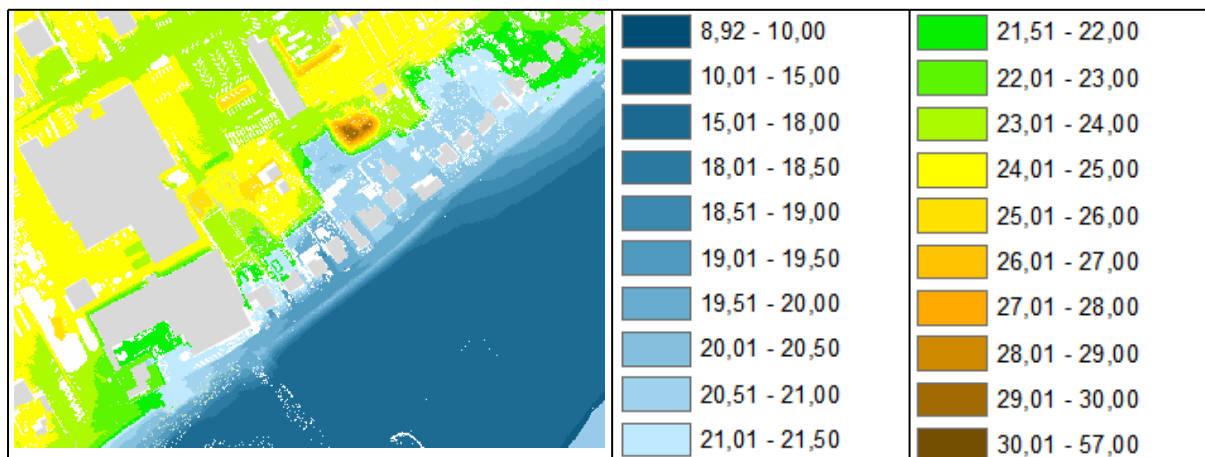 8,92 - 10,00
10,01 - 15,00
15,01 - 18,00
18,01 - 18,50
18,51 - 19,00
19,01 - 19,50
19,51 - 20,00
20,01 - 20,50
20,51 - 21,00
21,01 - 21,50
21,51 - 22,00
22,01 - 23,00
23,01 - 24,00
24,01 - 25,00
25,01 - 26,00
26,01 - 27,00
27,01 - 28,00
28,01 - 29,00
29,01 - 30,00
30,01 - 57,00